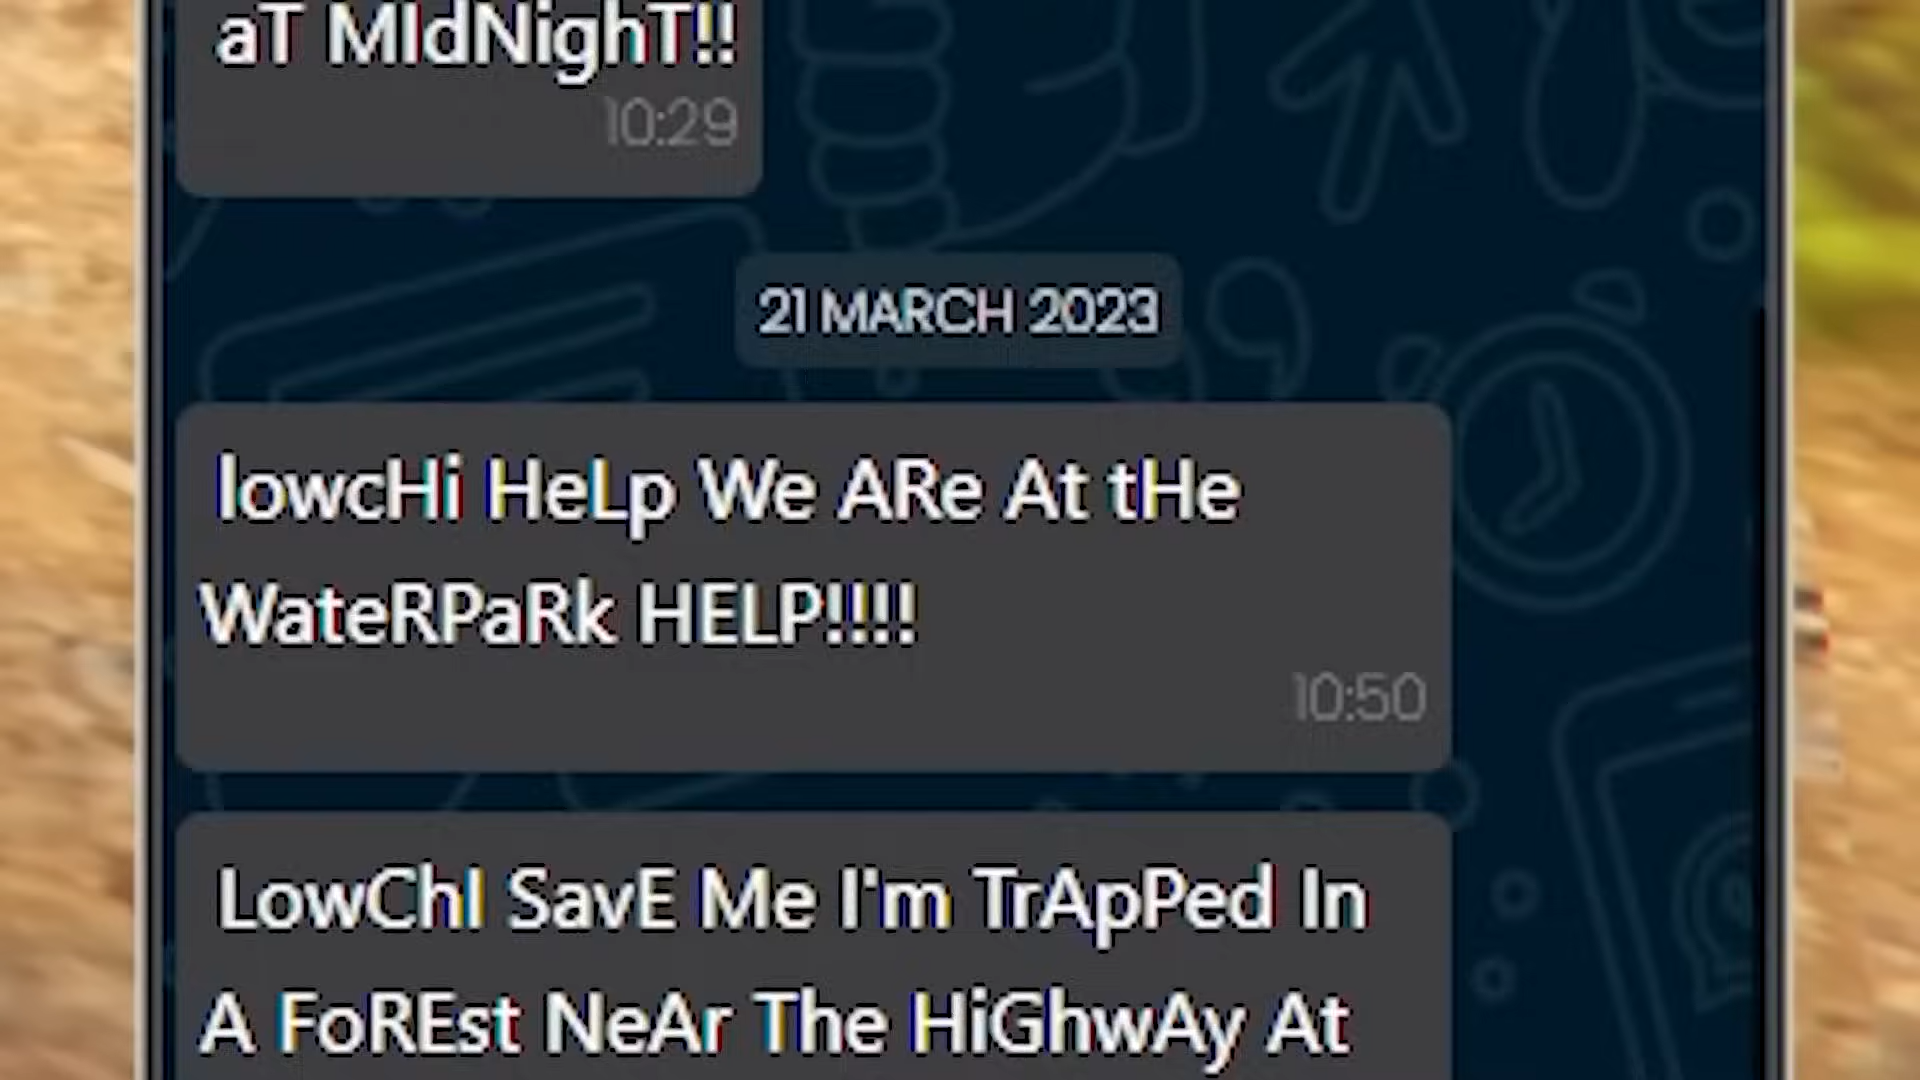 aT MIdNighT!!
10:29
21 MARCH 2023
lowcHi HeLp We ARe At tHe
WateRPaRk HELP!!!!
10:50
LowChI SavE Me I'm TrApPed In
A FoREst NeAr The HiGhwAy At